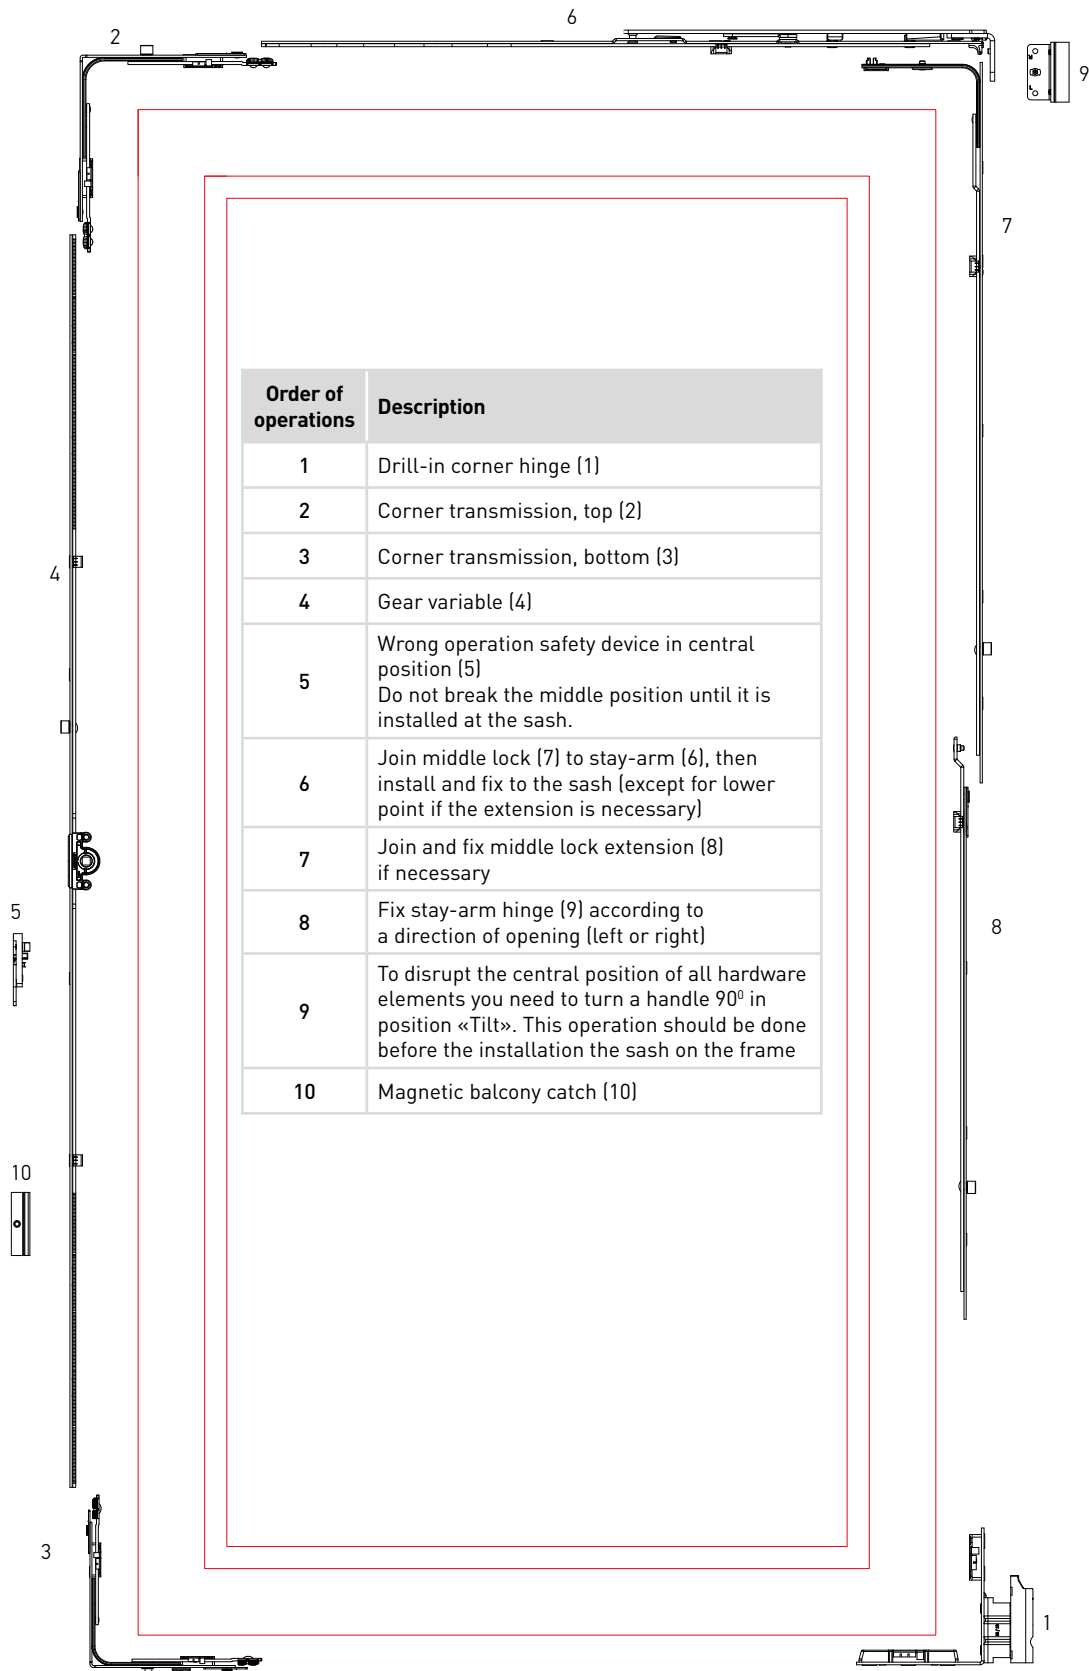 6
2
9
7
Order of
operations
Description
1
Drill-in corner hinge (1)
2
Corner transmission, top (2)
3
Corner transmission, bottom (3)
4
Gear variable (4)
5
Wrong operation safety device in central
position (5)
Do not break the middle position until it is
installed at the sash.
6
Join middle lock (7) to stay-arm (6), then
install and fix to the sash (except for lower
point if the extension is necessary)
7
Join and fix middle lock extension (8)
if necessary
8
Fix stay-arm hinge (9) according to
a direction of opening (left or right)
9
To disrupt the central position of all hardware
elements you need to turn a handle 90⁰ in
position «Tilt». This operation should be done
before the installation the sash on the frame
10
Magnetic balcony catch (10)
4
5
8
10
3
1